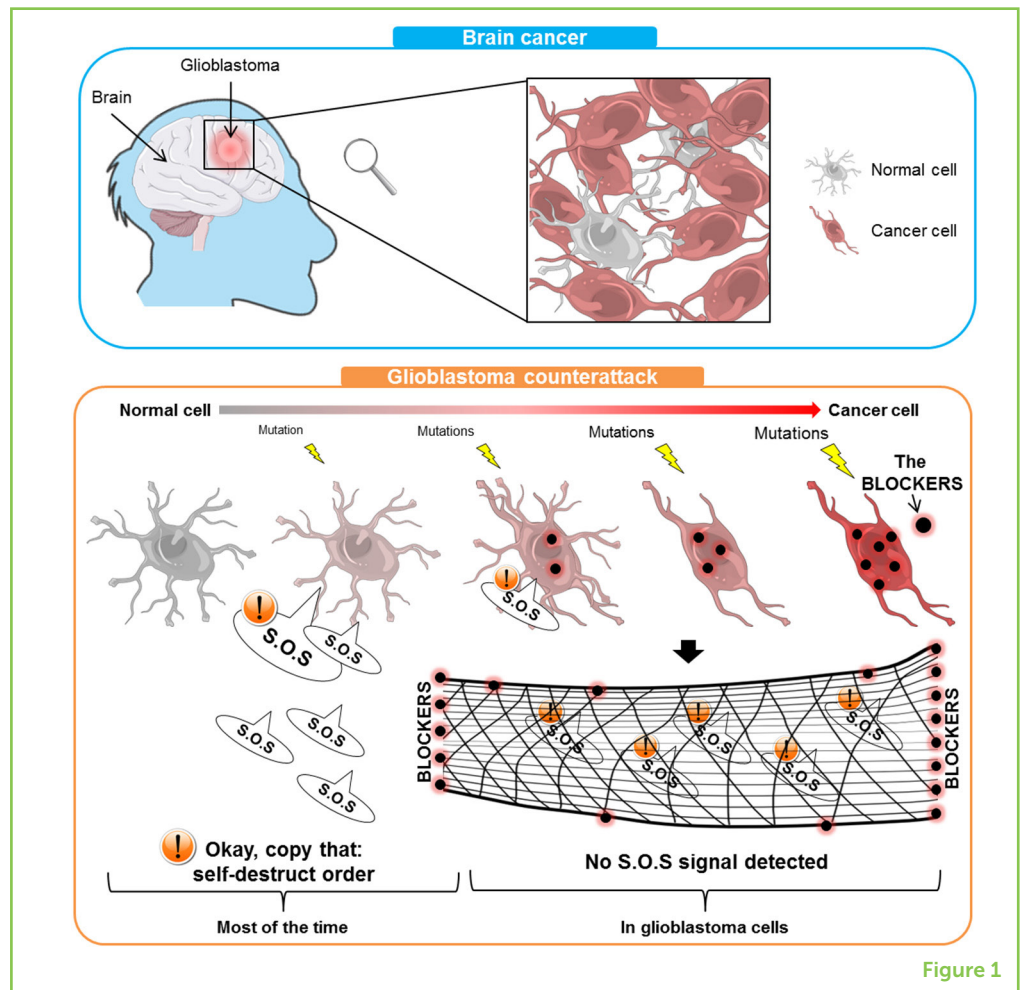 Brain cancer
Glioblastoma
Brain
Normal cell
Cancer cell
Glioblastoma counterattack
Normal cell
Cancer cell
Mutation
Mutations
Mutations
Mutations
The
BLOCKERS
!
S.O.S
S.O.S
!
S.O.S
S.O.S
S.O.S
S.O.S
BLOCKERS
!
S.O.S
!
S.O.S
!
S.O.S
!
S.O.S
!
S.O.S
BLOCKERS
!
Okay, copy that:
self-destruct order
No S.O.S signal detected
Most of the time
In glioblastoma cells
Figure 1